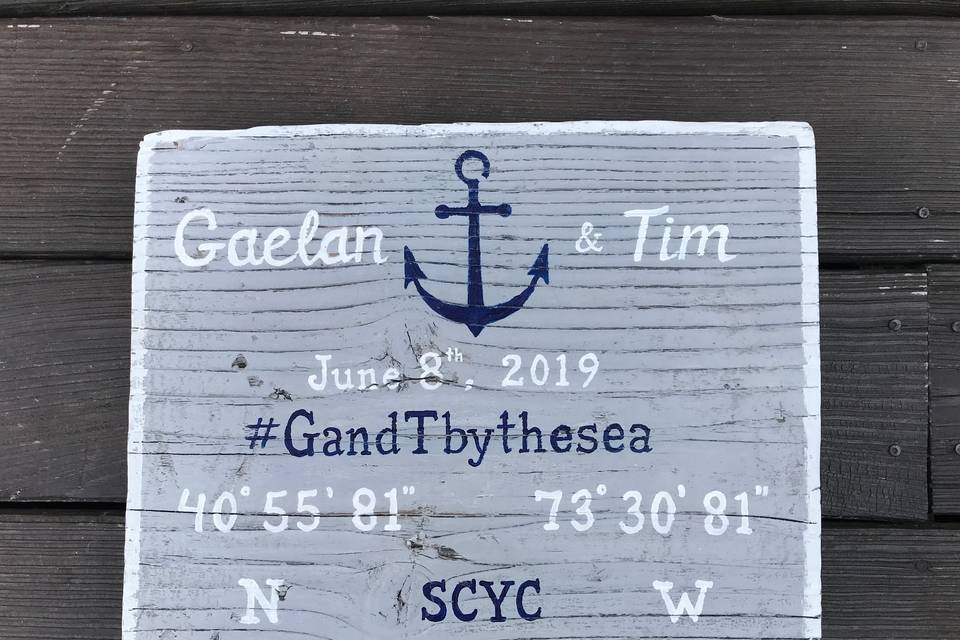 Gaelan & Tim
June 8th, 2019
#GandTbythesea
40° 55' 81" 73° 30' 81"
N SCYC W